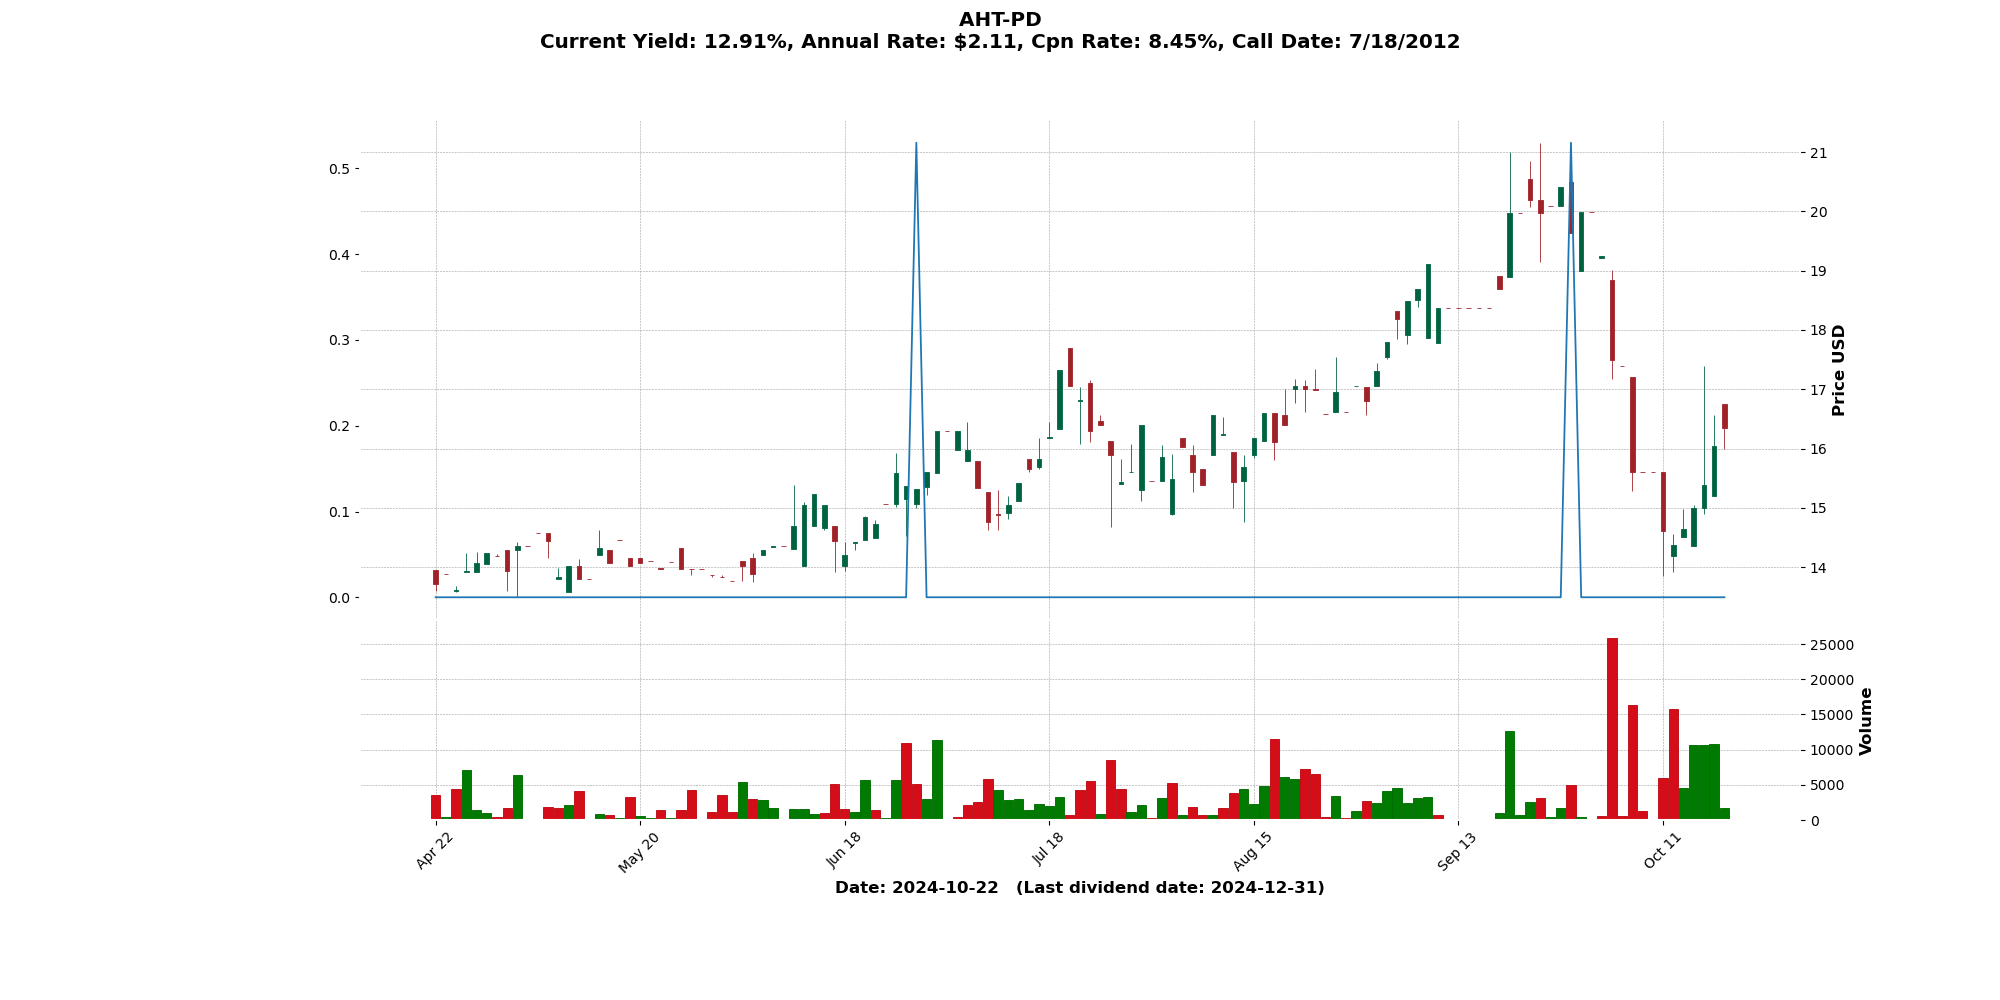 AHT-PD
Current Yield: 12.91%, Annual Rate: $2.11, Cpn Rate: 8.45%, Call Date: 7/18/2012
0.5
0.4
0.3
0.2
0.1
0.0
21
20
19
18
17
16
15
14
Price USD
25000
20000
15000
10000
5000
0
Volume
Apr 22
May 20
Jun 18
Jul 18
Aug 15
Sep 13
Oct 11
Date: 2024-10-22 (Last dividend date: 2024-12-31)